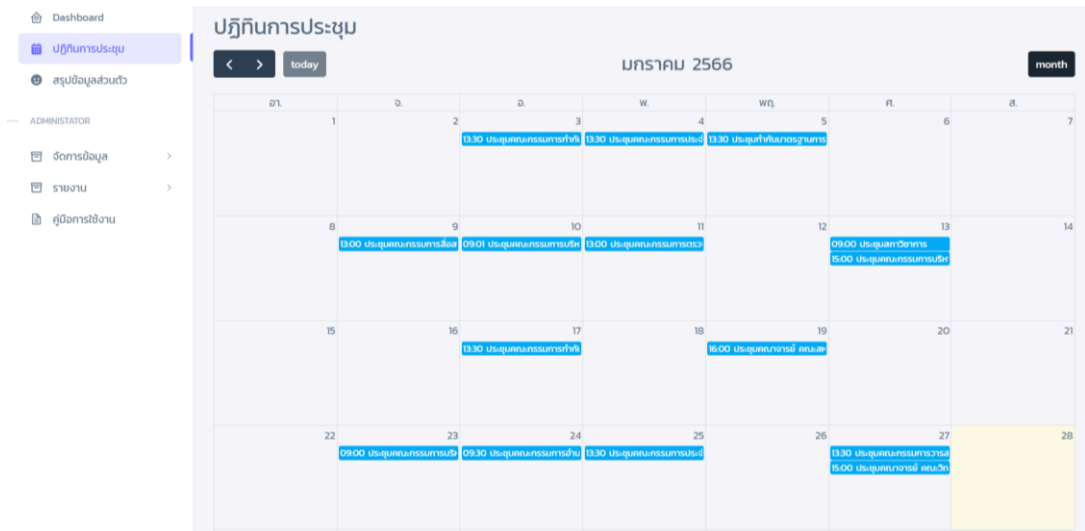 Dashboard
ปฏิทินการประชุม
สรุปข้อมูลส่วนตัว
ADMINISTATOR
จัดการข้อมูล
รายงาน
คู่มือการใช้งาน
ปฏิทินการประชุม
today
มกราคม 2566
month
อา. จ. อ. พ. พฤ. ศ. ส.
1 2 3 4 5 6 7
13:30 ประชุมคณะกรรมการกำกั 13:30 ประชุมคณะกรรมการประจำ 13:30 ประชุมกำกับมาตรฐานการ
8 9 10 11 12 13 14
13:00 ประชุมคณะกรรมการสื่อส 09:01 ประชุมคณะกรรมการบริห 13:00 ประชุมคณะกรรมการตรว 09:00 ประชุมสภาวิชาการ
15:00 ประชุมคณะกรรมการบริห
15 16 17 18 19 20 21
13:30 ประชุมคณะกรรมการกำกั 16:00 ประชุมคณาจารย์ คณะสห
22 23 24 25 26 27 28
09:00 ประชุมคณะกรรมการบริ 09:30 ประชุมคณะกรรมการอำน 13:30 ประชุมคณะกรรมการประจำ 13:30 ประชุมคณะกรรมการวารส
15:00 ประชุมคณาจารย์ คณะวิท